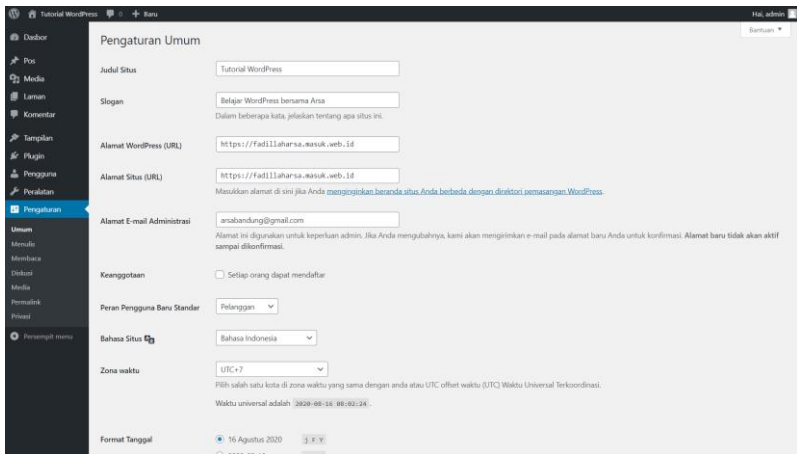 Tutorial WordPress 0 + Baru Hai, admin
Bantuan
Dasbor
Pos
Media
Laman
Komentar
Tampilan
Plugin
Pengguna
Peralatan
Pengaturan
Umum
Menulis
Membaca
Diskusi
Media
Permalink
Privasi
Persempit menu
Pengaturan Umum
Judul Situs Tutorial WordPress
Slogan Belajar WordPress bersama Arsa
Dalam beberapa kata, jelaskan tentang apa situs ini.
Alamat WordPress (URL) https://fadillaharsa.masuk.web.id
Alamat Situs (URL) https://fadillaharsa.masuk.web.id
Masukkan alamat di sini jika Anda menginginkan beranda situs Anda berbeda dengan direktori pemasangan WordPress.
Alamat E-mail Administrasi arsabandung@gmail.com
Alamat ini digunakan untuk keperluan admin. Jika Anda mengubahnya, kami akan mengirimkan e-mail pada alamat baru Anda untuk konfirmasi. Alamat baru tidak akan aktif
sampai dikonfirmasi.
Keanggotaan Setiap orang dapat mendaftar
Peran Pengguna Baru Standar Pelanggan
Bahasa Situs Bahasa Indonesia
Zona waktu UTC+7
Pilih salah satu kota di zona waktu yang sama dengan anda atau UTC offset waktu (UTC) Waktu Universal Terkoordinasi.
Waktu universal adalah 2020-08-16 08:02:24 .
Format Tanggal 16 Agustus 2020 j F Y